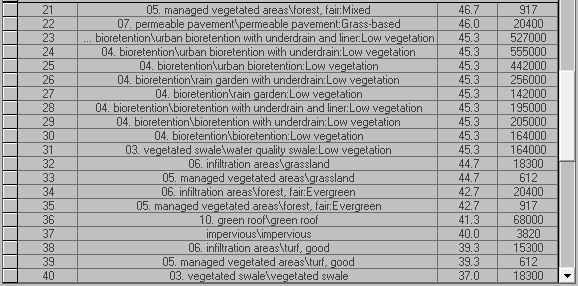 21 05. managed vegetated areas\forest, fair:Mixed 46.7 917
22 07. permeable pavement\permeable pavement:Grass-based 46.0 20400
23 ... bioretention\urban bioretention with underdrain and liner:Low vegetation 45.3 527000
24 04. bioretention\urban bioretention with underdrain:Low vegetation 45.3 555000
25 04. bioretention\urban bioretention:Low vegetation 45.3 442000
26 04. bioretention\rain garden with underdrain:Low vegetation 45.3 256000
27 04. bioretention\rain garden:Low vegetation 45.3 142000
28 04. bioretention\bioretention with underdrain and liner:Low vegetation 45.3 195000
29 04. bioretention\bioretention with underdrain:Low vegetation 45.3 205000
30 04. bioretention\bioretention:Low vegetation 45.3 164000
31 03. vegetated swale\water quality swale:Low vegetation 45.3 164000
32 06. infiltration areas\grassland 44.7 18300
33 05. managed vegetated areas\grassland 44.7 612
34 06. infiltration areas\forest, fair:Evergreen 42.7 20400
35 05. managed vegetated areas\forest, fair:Evergreen 42.7 917
36 10. green roof\green roof 41.3 68000
37 impervious\impervious 40.0 3820
38 06. infiltration areas\turf, good 39.3 15300
39 05. managed vegetated areas\turf, good 39.3 612
40 03. vegetated swale\vegetated swale 37.0 18300